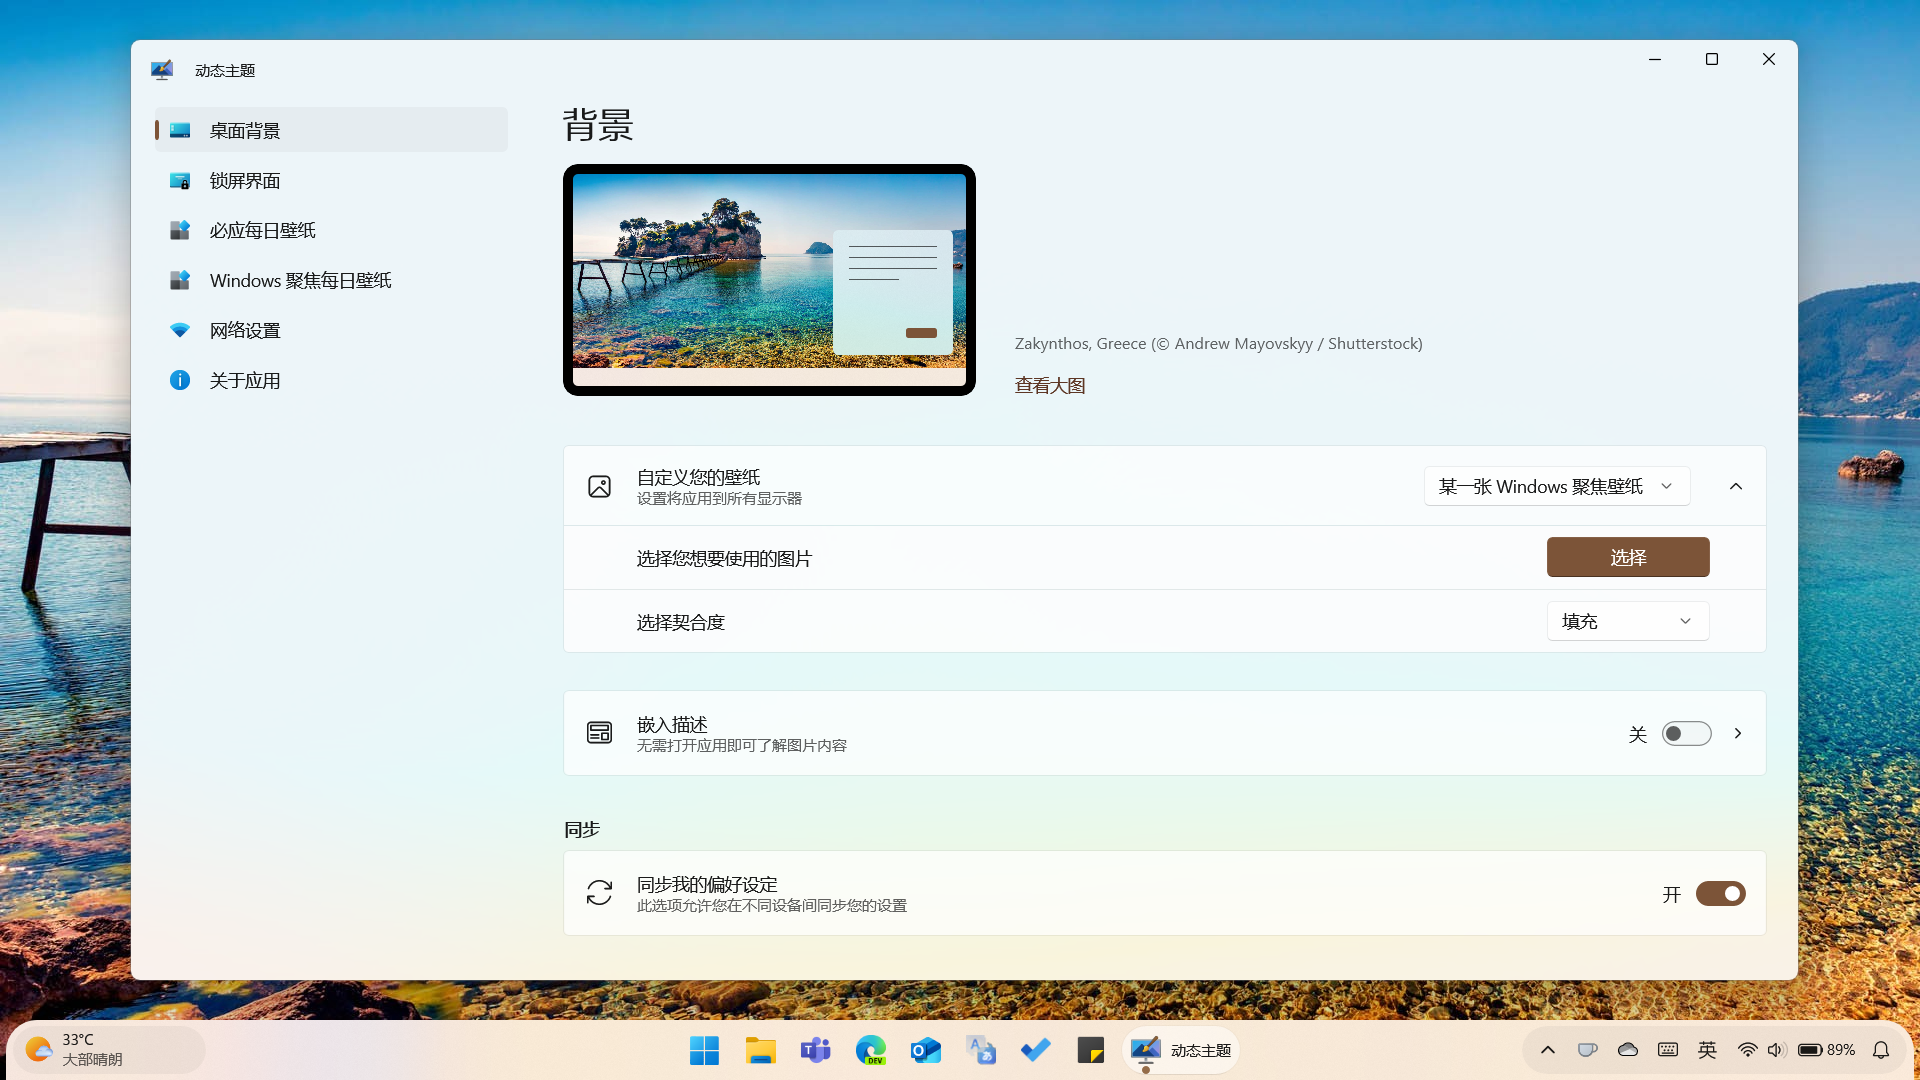 动态主题
桌面背景
锁屏界面
必应每日壁纸
Windows 聚焦每日壁纸
网络设置
关于应用
背景
Zakynthos, Greece (© Andrew Mayovskyy / Shutterstock)
查看大图
自定义您的壁纸
设置将应用到所有显示器
某一张 Windows 聚焦壁纸
选择您想要使用的图片
选择
选择契合度
填充
嵌入描述
无需打开应用即可了解图片内容
关
同步
同步我的偏好设定
此选项允许您在不同设备间同步您的设置
开
33°C
大部晴朗
DEV
动态主题
英
89%